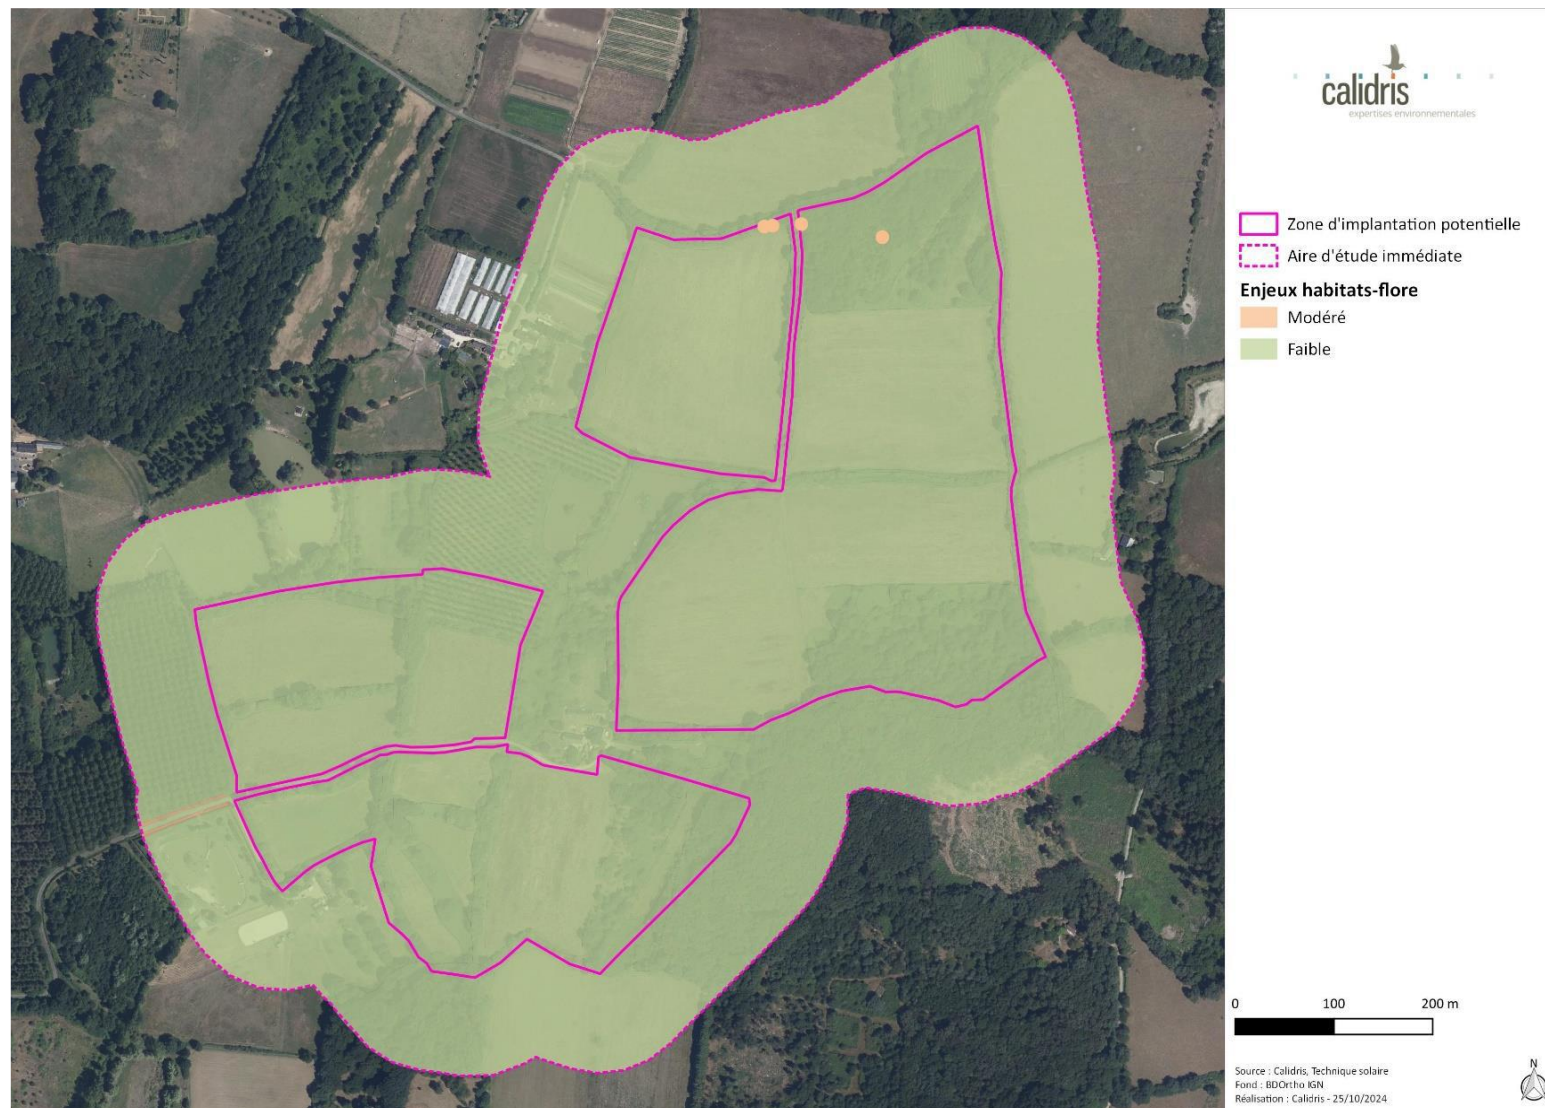 calidris
expertises environnementales
Zone d'implantation potentielle
Aire d'étude immédiate
Enjeux habitats-flore
Modéré
Faible
0 100 200 m
Source : Calidris, Technique solaire
Fond : BDOrtho IGN
Réalisation : Calidris - 25/10/2024
N